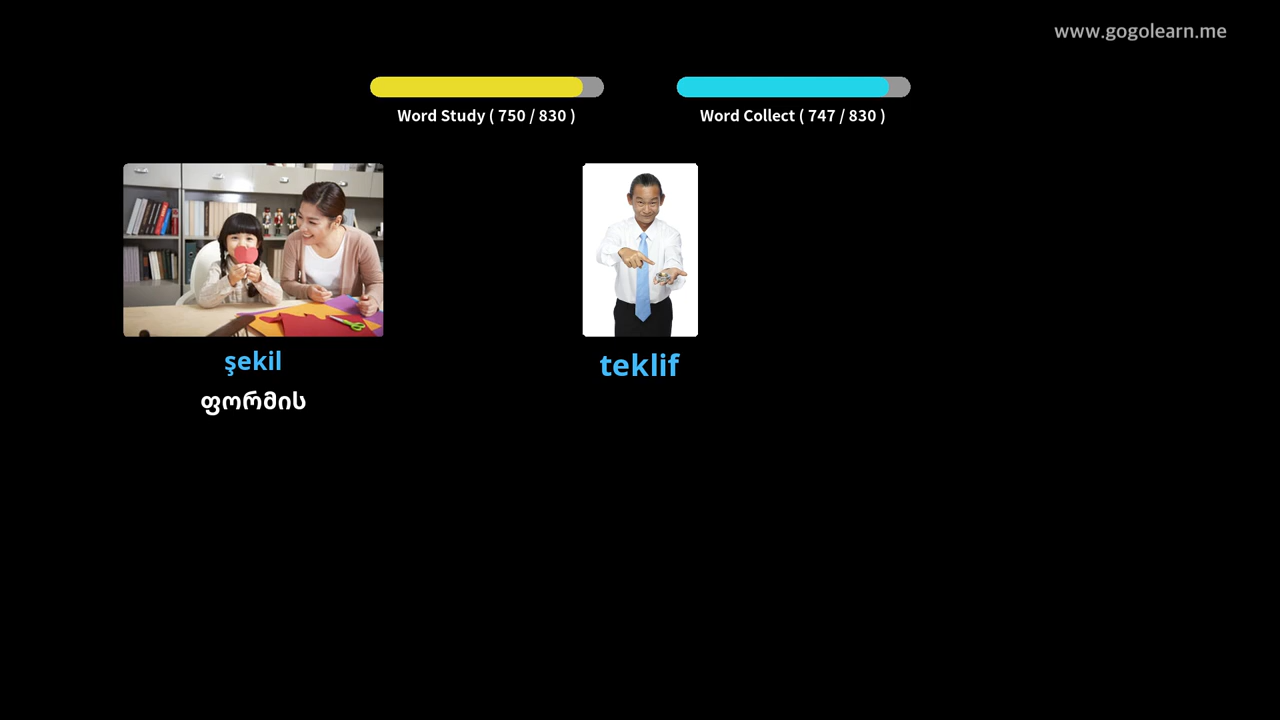 www.gogolearn.me
Word Study ( 750 / 830 )
Word Collect ( 747 / 830 )
şekil
ფორმის
teklif